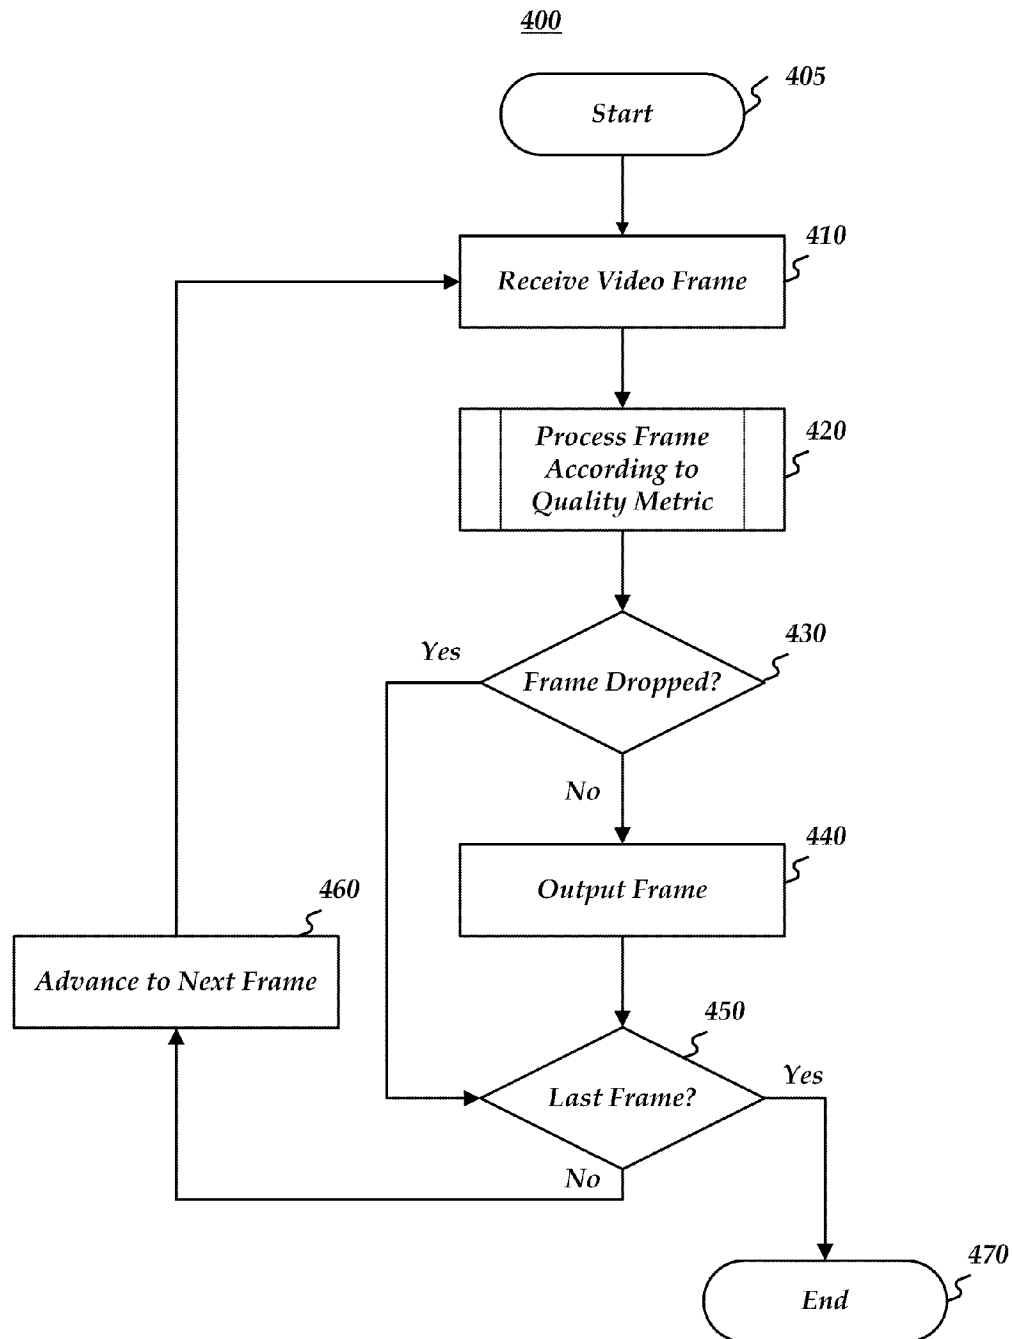 400
Start
405
Receive Video Frame
410
Process Frame
According to
Quality Metric
420
Frame Dropped?
430
Yes
No
Output Frame
440
460
Advance to Next Frame
Last Frame?
450
Yes
No
End
470